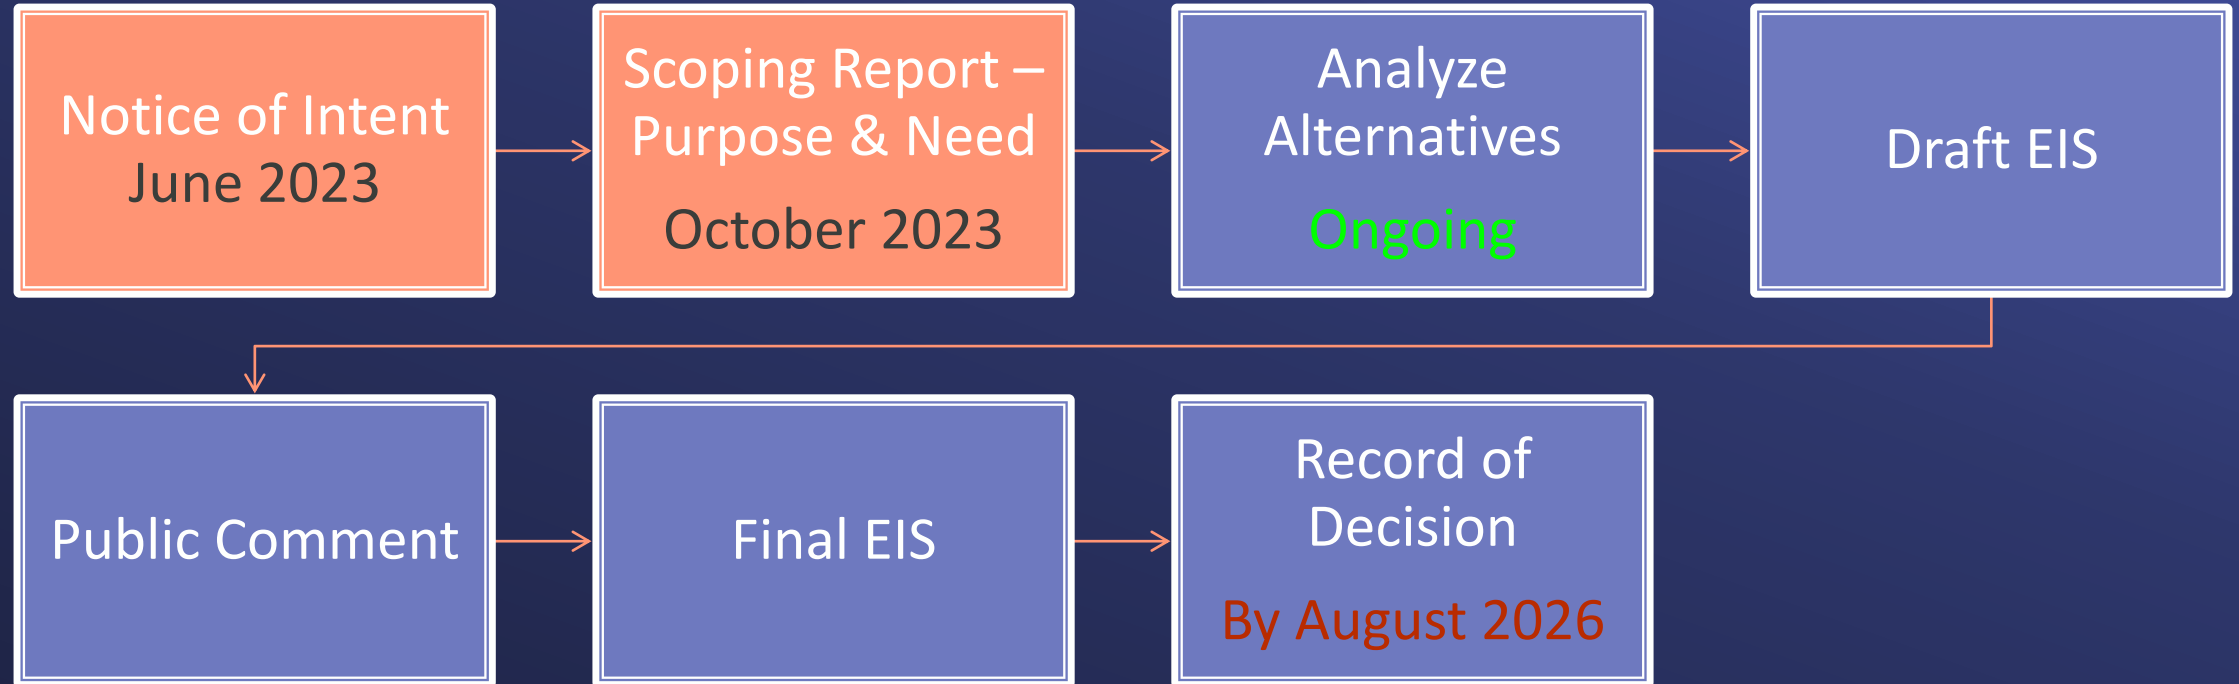 Notice of Intent
June 2023
Scoping Report –
Purpose & Need
October 2023
Analyze
Alternatives
Ongoing
Draft EIS
Public Comment
Final EIS
Record of
Decision
By August 2026